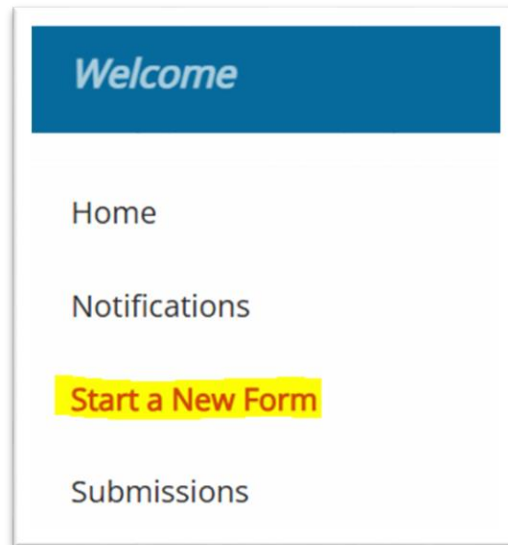 Welcome
Home
Notifications
Start a New Form
Submissions